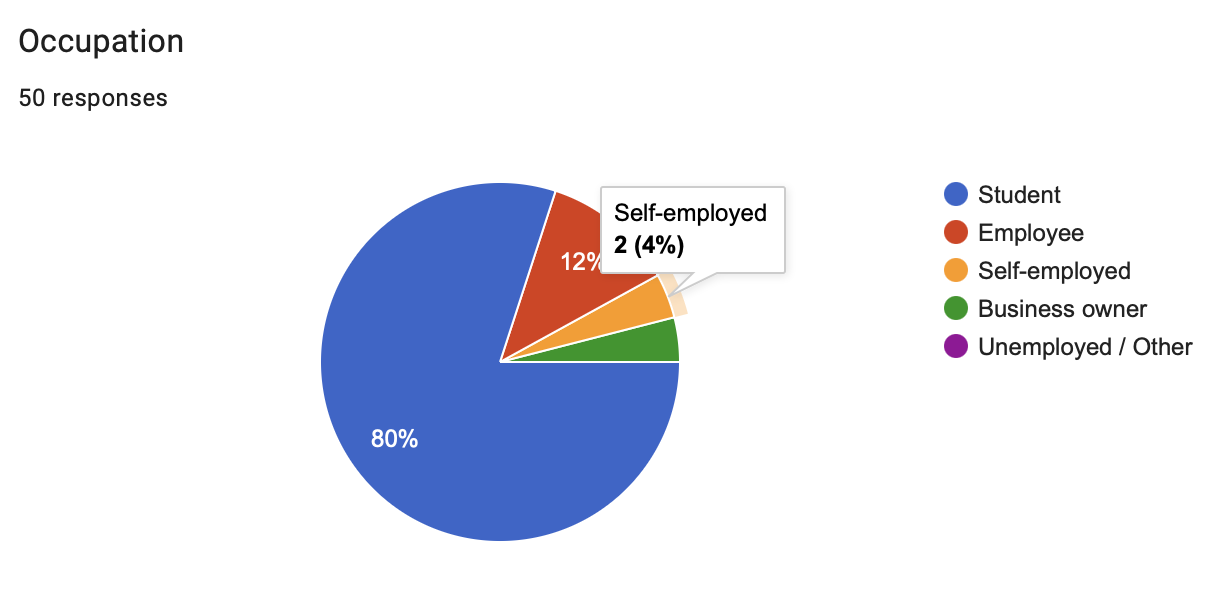 Occupation
50 responses
Self-employed
2 (4%)
12%
80%
Student
Employee
Self-employed
Business owner
Unemployed / Other